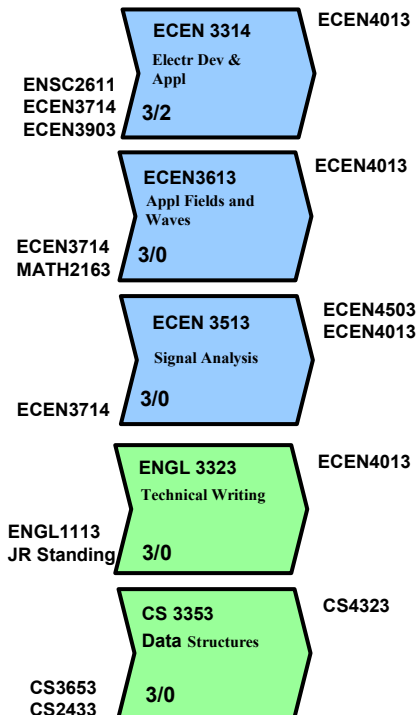 ECEN 3314
ECEN4013
Electr Dev &
Appl
ENSC2611
ECEN3714
ECEN3903
3/2
ECEN3613
ECEN4013
Appl Fields and
Waves
ECEN3714
MATH2163
3/0
ECEN 3513
ECEN4503
ECEN4013
Signal Analysis
ECEN3714
3/0
ENGL 3323
ECEN4013
Technical Writing
ENGL1113
JR Standing
3/0
CS 3353
CS4323
Data Structures
CS3653
CS2433
3/0